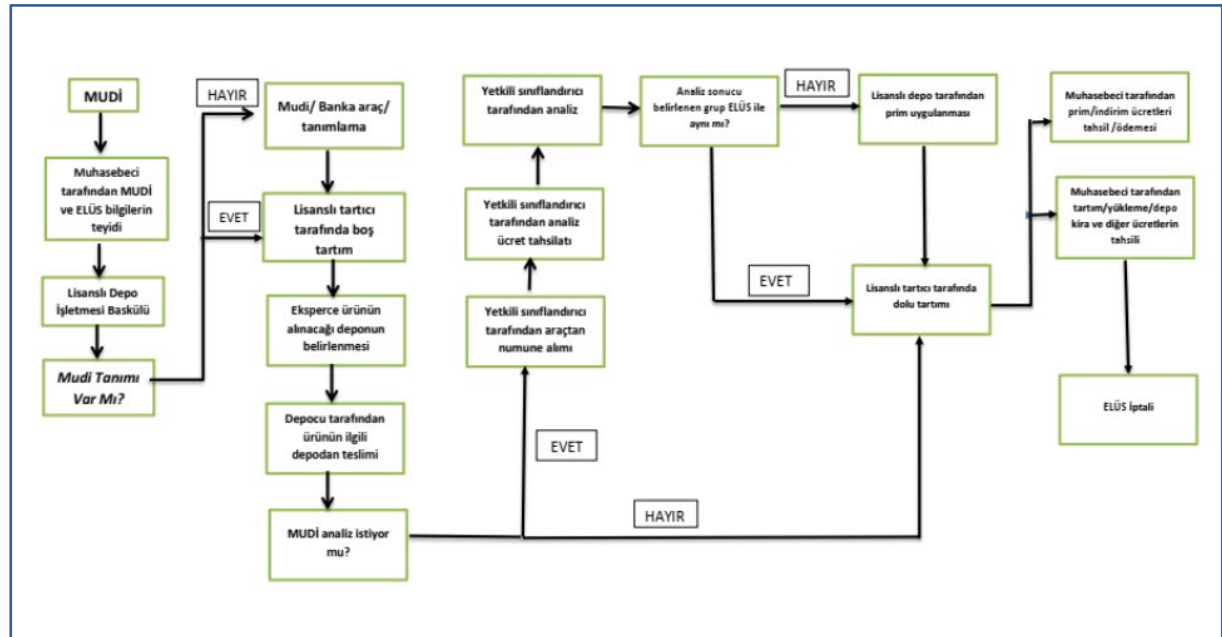 MUDİ
Muhasebeci
tarafından MUDİ
ve ELÜS bilgilerin
teyidi
Lisanslı Depo
İşletmesi Baskülü
Mudi Tanımı
Var Mı?
HAYIR
EVET
Mudi/ Banka araç/
tanımlama
Lisanslı tartıcı
tarafında boş
tartım
Eksperce ürünün
alınacağı deponun
belirlenmesi
Depocu tarafından
ürünün ilgili
depodan teslimi
MUDİ analiz istiyor
mu?
EVET
HAYIR
Yetkili sınıflandırıcı
tarafından araçtan
numune alımı
Yetkili sınıflandırıcı
tarafından analiz
ücret tahsilatı
Yetkili sınıflandırıcı
tarafından analiz
Analiz sonucu
belirlenen grup ELÜS ile
aynı mı?
HAYIR
EVET
Lisanslı depo tarafından
prim uygulanması
Lisanslı tartıcı tarafında
dolu tartımı
Muhasebeci tarafından
prim/indirim ücretleri
tahsil /ödemesi
Muhasebeci tarafından
tartım/yükleme/depo
kira ve diğer ücretlerin
tahsili
ELÜS İptali